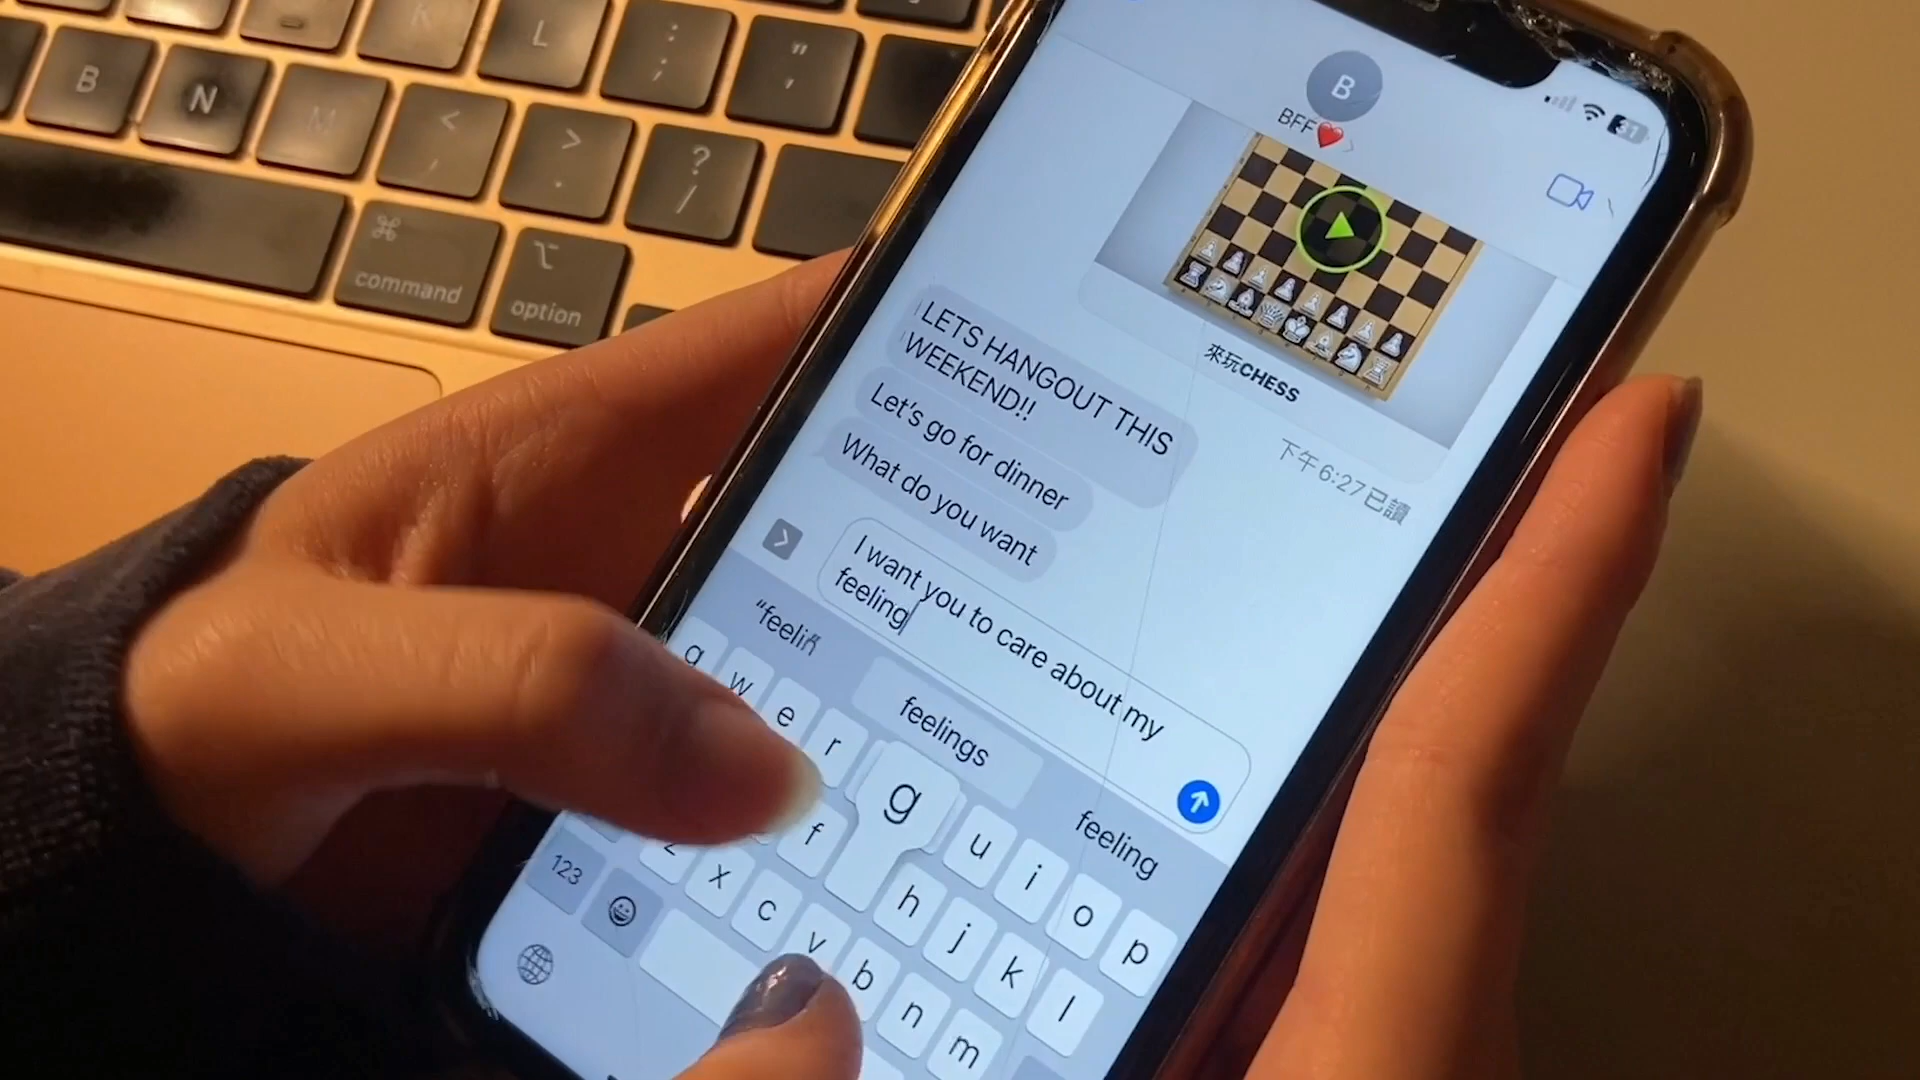 K
L
:
;
"
'
B
N
M
<
,
>
.
?
/
⌘
command
⌥
option
31
B
BFF❤️
來玩CHESS
下午6:27已讀
LETS HANGOUT THIS
WEEKEND!!
Let's go for dinner
What do you want
I want you to care about my
feeling
"feelin"
feelings
feeling
q w e r u i o p
f g h j k l
z x c v b n m
123